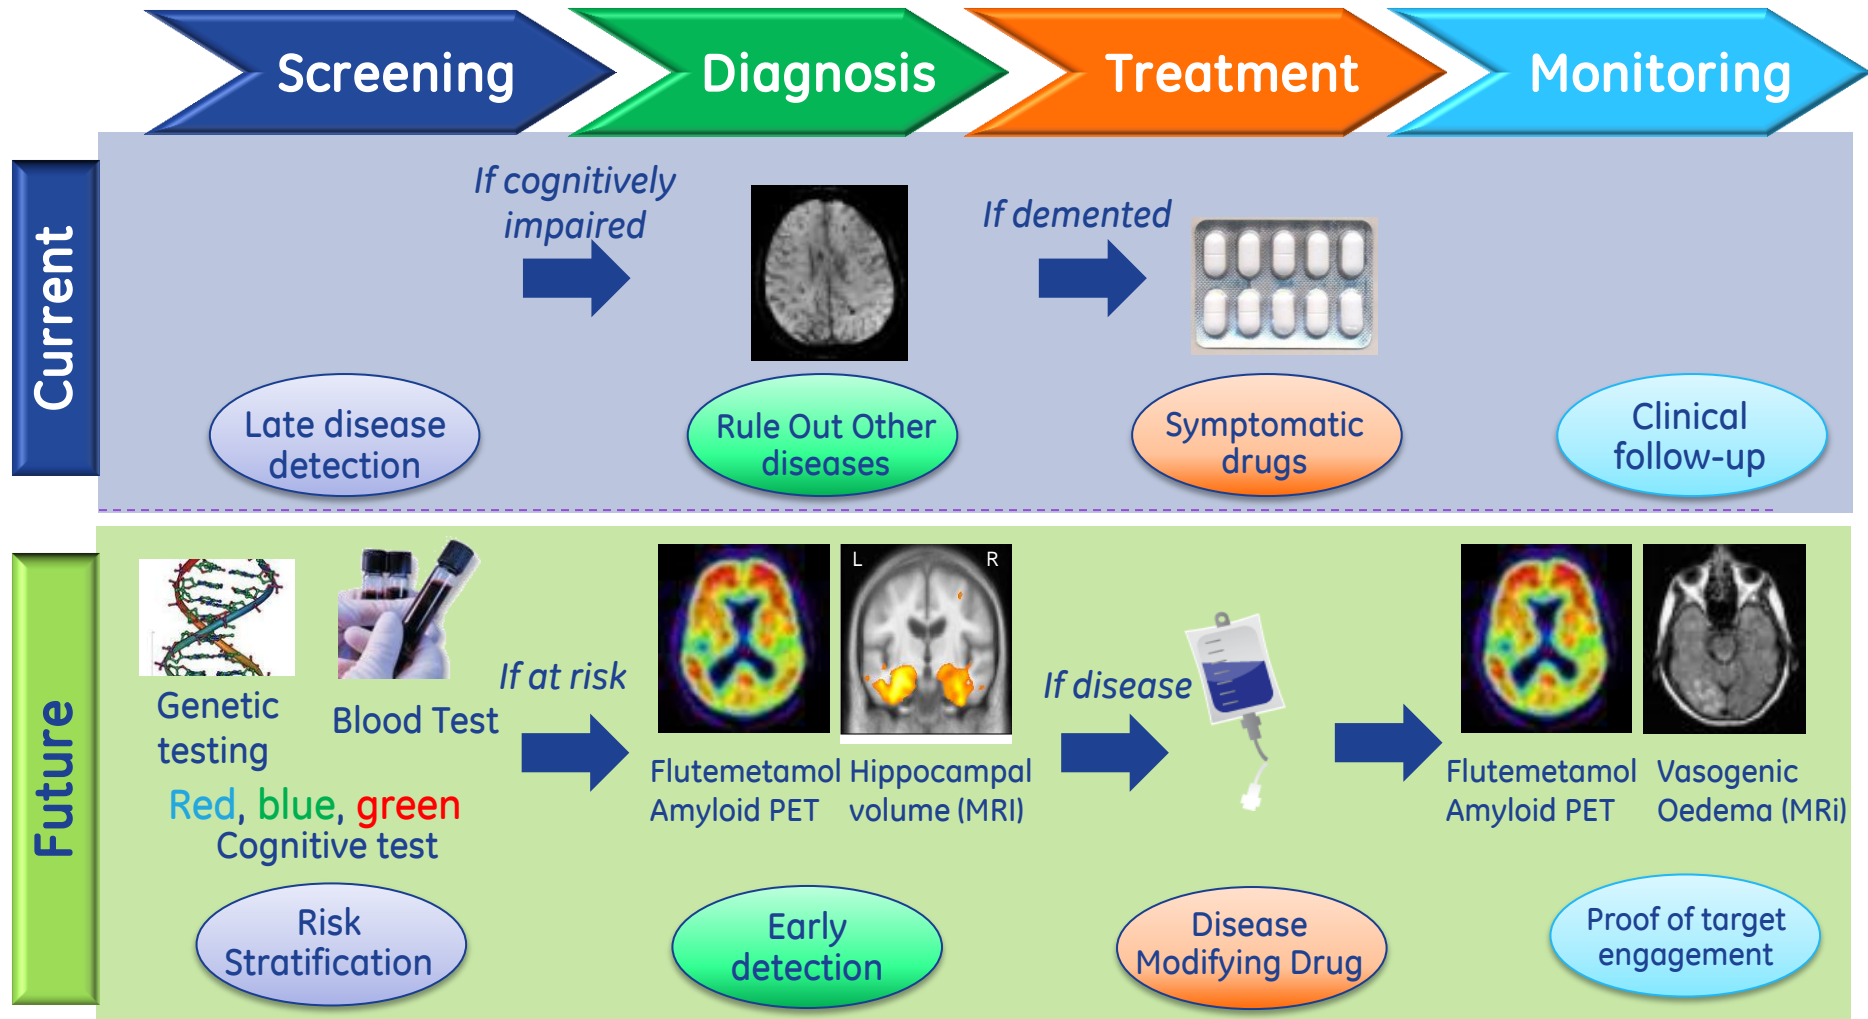 Screening
Diagnosis
Treatment
Monitoring
Current
If cognitively
impaired
If demented
Late disease
detection
Rule Out Other
diseases
Symptomatic
drugs
Clinical
follow-up
Future
Genetic
testing
Blood Test
Red, blue, green
Cognitive test
If at risk
L
R
Flutemetamol
Amyloid PET
Hippocampal
volume (MRI)
If disease
Flutemetamol
Amyloid PET
Vasogenic
Oedema (MRi)
Risk
Stratification
Early
detection
Disease
Modifying Drug
Proof of target
engagement